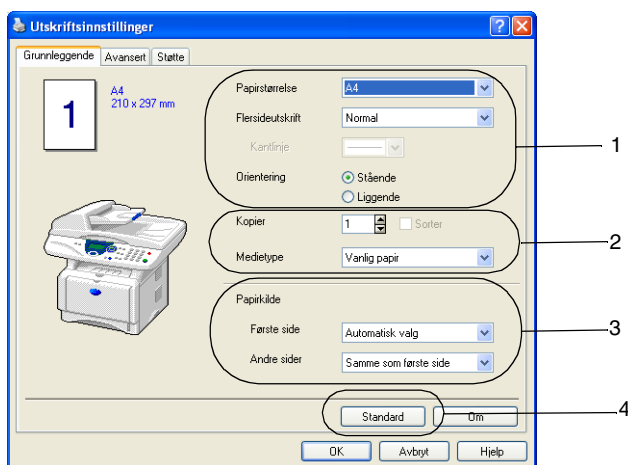 Utskriftsinnstillinger
Grunnleggende Avansert Støtte
1
A4
210 x 297 mm
Papirstørrelse A4
Flersideutskrift Normal
Kantlinje
Orientering Stående
Liggende
1
Kopier 1 Sorter
2
Medietype Vanlig papir
Papirkilde
Første side Automatisk valg
3
Andre sider Samme som første side
Standard Om
4
OK Avbryt Hjelp